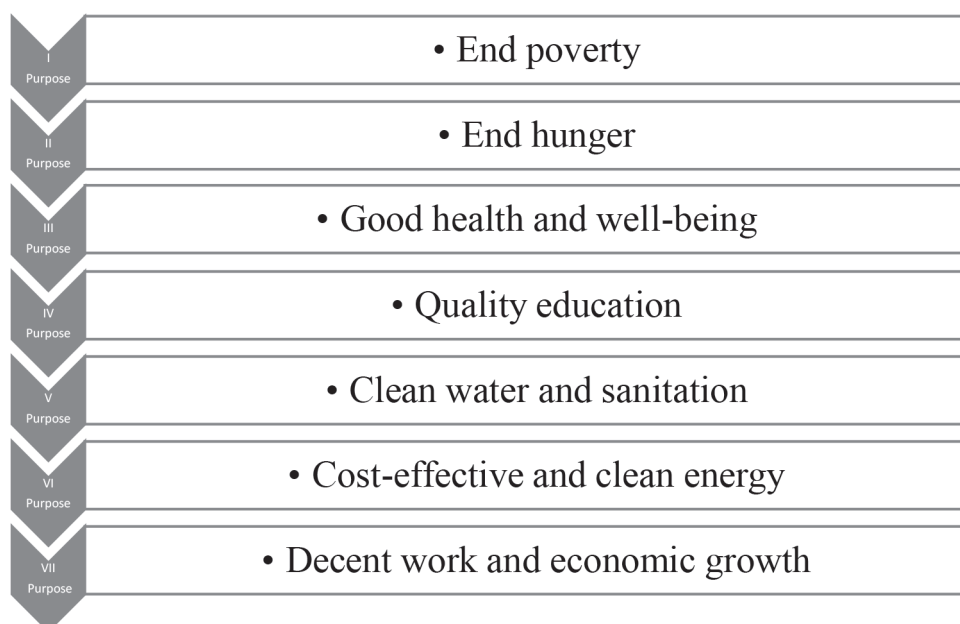 I
Purpose
• End poverty
II
Purpose
• End hunger
III
Purpose
• Good health and well-being
IV
Purpose
• Quality education
V
Purpose
• Clean water and sanitation
VI
Purpose
• Cost-effective and clean energy
VII
Purpose
• Decent work and economic growth